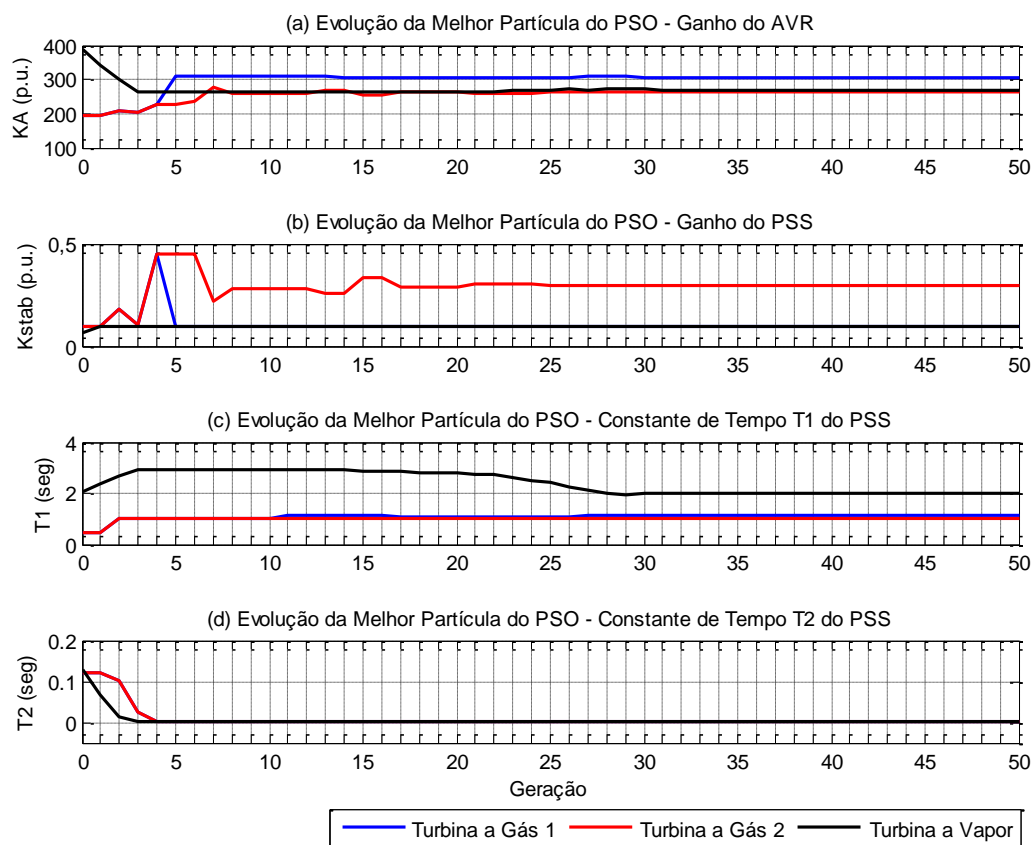 (a) Evolução da Melhor Partícula do PSO - Ganho do AVR
KA (p.u.)
400
300
200
100
0 5 10 15 20 25 30 35 40 45 50
(b) Evolução da Melhor Partícula do PSO - Ganho do PSS
Kstab (p.u.)
0,5
0
0 5 10 15 20 25 30 35 40 45 50
(c) Evolução da Melhor Partícula do PSO - Constante de Tempo T1 do PSS
T1 (seg)
4
2
0
0 5 10 15 20 25 30 35 40 45 50
(d) Evolução da Melhor Partícula do PSO - Constante de Tempo T2 do PSS
T2 (seg)
0.2
0.1
0
0 5 10 15 20 25 30 35 40 45 50
Geração
Turbina a Gás 1 Turbina a Gás 2 Turbina a Vapor